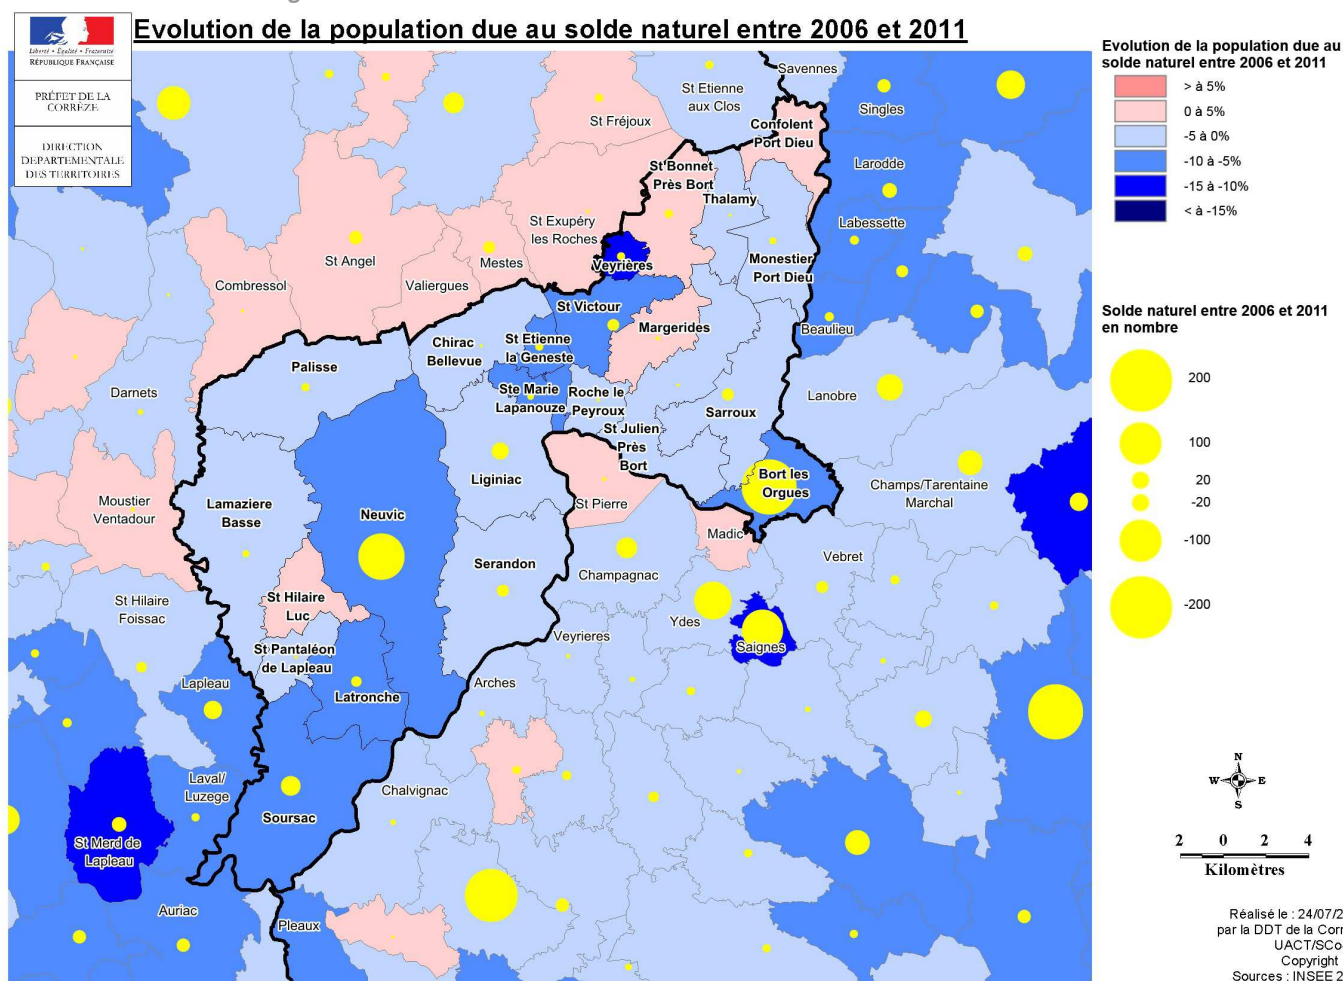 Evolution de la population due au solde naturel entre 2006 et 2011
Liberté • Égalité • Fraternité
RÉPUBLIQUE FRANÇAISE
PRÉFET DE LA
CORRÈZE
DIRECTION
DEPARTEMENTALE
DES TERRITOIRES
Savennes
St Etienne
aux Clos
Singles
St Fréjoux
Confolent
Port Dieu
St Bonnet
Près Bort
Larodde
Thalamy
St Exupéry
les Roches
Labessette
St Angel
Mestes
Veyrières
Monestier
Port Dieu
Combressol
Valiergues
St Victour
Margerides
Beaulieu
Chirac
Bellevue
St Etienne
la Geneste
Palisse
Darnets
Ste Marie
Lapanouze
Roche le
Peyroux
Sarroux
Lanobre
St Julien
Près
Bort
Liginiac
Bort les
Orgues
Champs/Tarentaine
Marchal
Moustier
Ventadour
Lamaziere
Basse
Neuvic
St Pierre
Madic
Serandon
Champagnac
Vebret
St Hilaire
Foissac
St Hilaire
Luc
Ydes
Veyrieres
Saignes
St Pantaléon
de Lapleau
Lapleau
Latronche
Arches
Laval/
Luzege
Chalvignac
Soursac
St Merd de
Lapleau
Auriac
Pleaux
Evolution de la population due au
solde naturel entre 2006 et 2011
> à 5%
0 à 5%
-5 à 0%
-10 à -5%
-15 à -10%
< à -15%
Solde naturel entre 2006 et 2011
en nombre
200
100
20
-20
-100
-200
N
W E
S
2 0 2 4
Kilomètres
Réalisé le : 24/07/2
par la DDT de la Corr
UACT/SCo
Copyright
Sources : INSEE 2